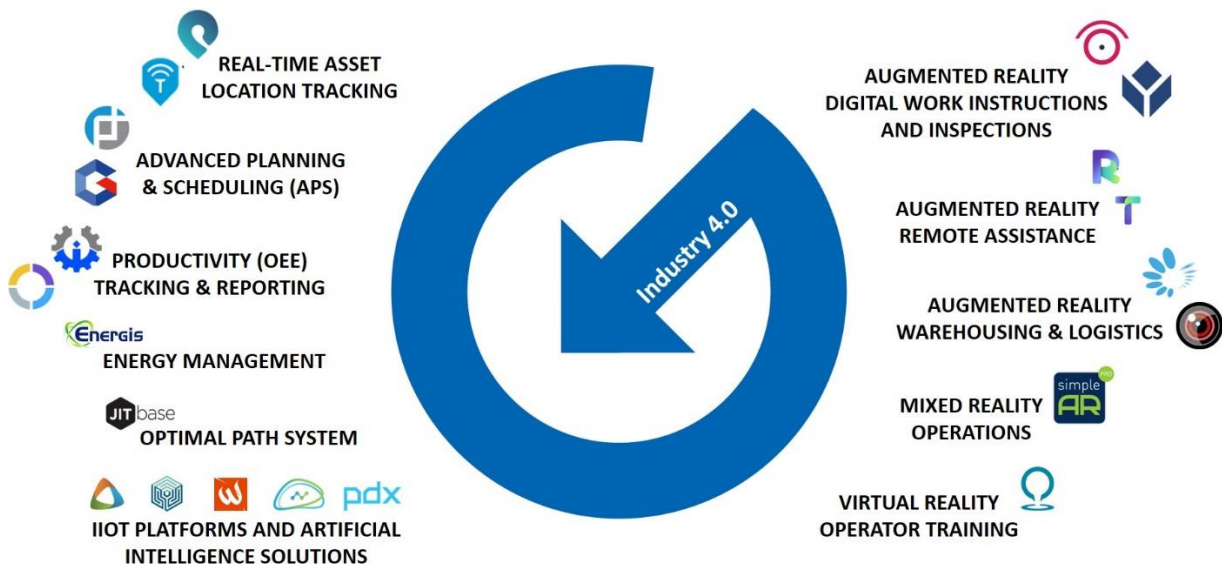 REAL-TIME ASSET
LOCATION TRACKING
T
ADVANCED PLANNING
& SCHEDULING (APS)
PRODUCTIVITY (OEE)
TRACKING & REPORTING
Energis
ENERGY MANAGEMENT
JIT base
OPTIMAL PATH SYSTEM
pdx
IIOT PLATFORMS AND ARTIFICIAL
INTELLIGENCE SOLUTIONS
Industry 4.0
AUGMENTED REALITY
DIGITAL WORK INSTRUCTIONS
AND INSPECTIONS
R
T
AUGMENTED REALITY
REMOTE ASSISTANCE
AUGMENTED REALITY
WAREHOUSING & LOGISTICS
simple
PRO
AR
MIXED REALITY
OPERATIONS
VIRTUAL REALITY
OPERATOR TRAINING